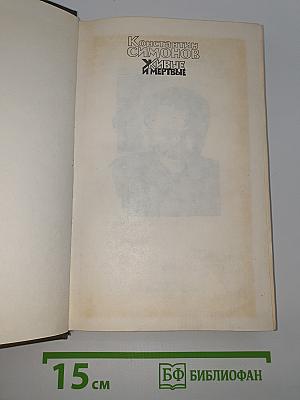 Константин
СИМОНОВ
ЖИВЫЕ
И МЕРТВЫЕ
15 см
БФ БИБЛИОФАН